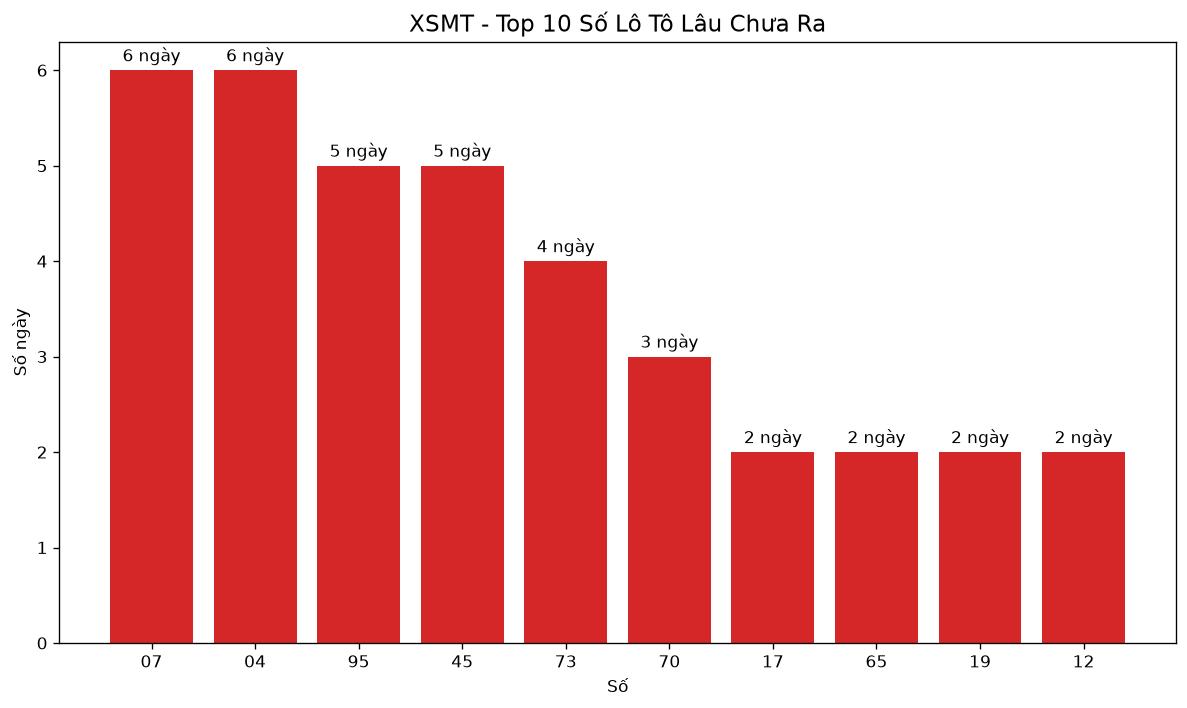 XSMT - Top 10 Số Lô Tô Lâu Chưa Ra
6 ngày 6 ngày
5 ngày 5 ngày
4 ngày
3 ngày
2 ngày 2 ngày 2 ngày 2 ngày
Số ngày
6
5
4
3
2
1
0
07 04 95 45 73 70 17 65 19 12
Số